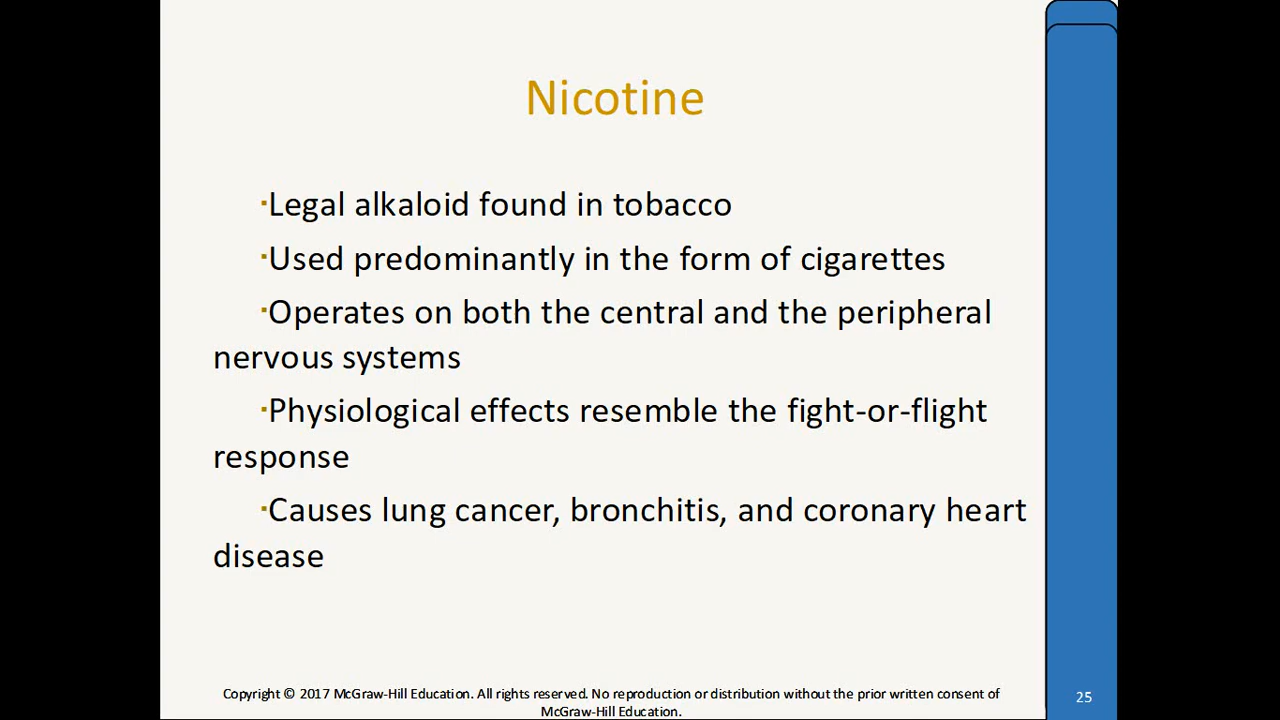 Nicotine
▪Legal alkaloid found in tobacco
▪Used predominantly in the form of cigarettes
▪Operates on both the central and the peripheral
nervous systems
▪Physiological effects resemble the fight-or-flight
response
▪Causes lung cancer, bronchitis, and coronary heart
disease
Copyright © 2017 McGraw-Hill Education. All rights reserved. No reproduction or distribution without the prior written consent of
McGraw-Hill Education.
25